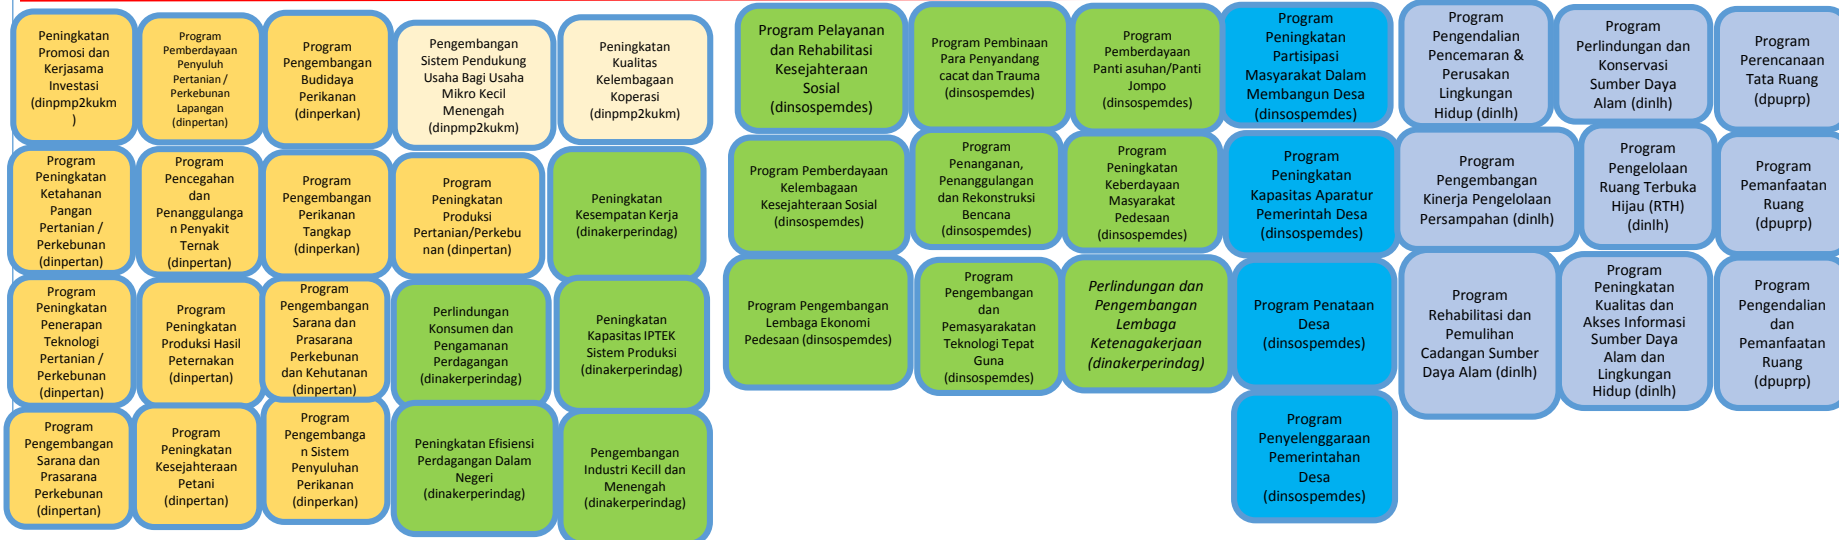 Peningkatan
Promosi dan
Kerjasama
Investasi
(dinpmp2kukm
)
Program
Pemberdayaan
Penyuluh
Pertanian /
Perkebunan
Lapangan
(dinpertan)
Program
Pengembangan
Budidaya
Perikanan
(dinperkan)
Pengembangan
Sistem Pendukung
Usaha Bagi Usaha
Mikro Kecil
Menengah
(dinpmp2kukm)
Peningkatan
Kualitas
Kelembagaan
Koperasi
(dinpmp2kukm)
Program Pelayanan
dan Rehabilitasi
Kesejahteraan
Sosial
(dinsospemdes)
Program Pembinaan
Para Penyandang
cacat dan Trauma
(dinsospemdes)
Program
Pemberdayaan
Panti asuhan/Panti
Jompo
(dinsospemdes)
Program
Peningkatan
Partisipasi
Masyarakat Dalam
Membangun Desa
(dinsospemdes)
Program
Pengendalian
Pencemaran &
Perusakan
Lingkungan
Hidup (dinlh)
Program
Perlindungan dan
Konservasi
Sumber Daya
Alam (dinlh)
Program
Perencanaan
Tata Ruang
(dpuprp)
Program
Peningkatan
Ketahanan
Pangan
Pertanian /
Perkebunan
(dinpertan)
Program
Pencegahan
dan
Penanggulanga
n Penyakit
Ternak
(dinpertan)
Program
Pengembangan
Perikanan
Tangkap
(dinperkan)
Program
Peningkatan
Produksi
Pertanian/Perkebu
nan (dinpertan)
Peningkatan
Kesempatan Kerja
(dinakerperindag)
Program Pemberdayaan
Kelembagaan
Kesejahteraan Sosial
(dinsospemdes)
Program
Penanganan,
Penanggulangan
dan Rekonstruksi
Bencana
(dinsospemdes)
Program
Peningkatan
Keberdayaan
Masyarakat
Pedesaan
(dinsospemdes)
Program
Peningkatan
Kapasitas Aparatur
Pemerintah Desa
(dinsospemdes)
Program
Pengembangan
Kinerja Pengelolaan
Persampahan (dinlh)
Program
Pengelolaan
Ruang Terbuka
Hijau (RTH)
(dinlh)
Program
Pemanfaatan
Ruang
(dpuprp)
Program
Peningkatan
Penerapan
Teknologi
Pertanian /
Perkebunan
(dinpertan)
Program
Peningkatan
Produksi Hasil
Peternakan
(dinpertan)
Program
Pengembangan
Sarana dan
Prasarana
Perkebunan
dan Kehutanan
(dinpertan)
Perlindungan
Konsumen dan
Pengamanan
Perdagangan
(dinakerperindag)
Peningkatan
Kapasitas IPTEK
Sistem Produksi
(dinakerperindag)
Program Pengembangan
Lembaga Ekonomi
Pedesaan (dinsospemdes)
Program
Pengembangan
dan
Pemasyarakatan
Teknologi Tepat
Guna
(dinsospemdes)
Perlindungan dan
Pengembangan
Lembaga
Ketenagakerjaan
(dinakerperindag)
Program Penataan
Desa
(dinsospemdes)
Program
Rehabilitasi dan
Pemulihan
Cadangan Sumber
Daya Alam (dinlh)
Program
Peningkatan
Kualitas dan
Akses Informasi
Sumber Daya
Alam dan
Lingkungan
Hidup (dinlh)
Program
Pengendalian
dan
Pemanfaatan
Ruang
(dpuprp)
Program
Pengembangan
Sarana dan
Prasarana
Perkebunan
(dinpertan)
Program
Peningkatan
Kesejahteraan
Petani
(dinpertan)
Program
Pengembanga
n Sistem
Penyuluhan
Perikanan
(dinperkan)
Peningkatan Efisiensi
Perdagangan Dalam
Negeri
(dinakerperindag)
Pengembangan
Industri Kecill dan
Menengah
(dinakerperindag)
Program
Penyelenggaraan
Pemerintahan
Desa
(dinsospemdes)